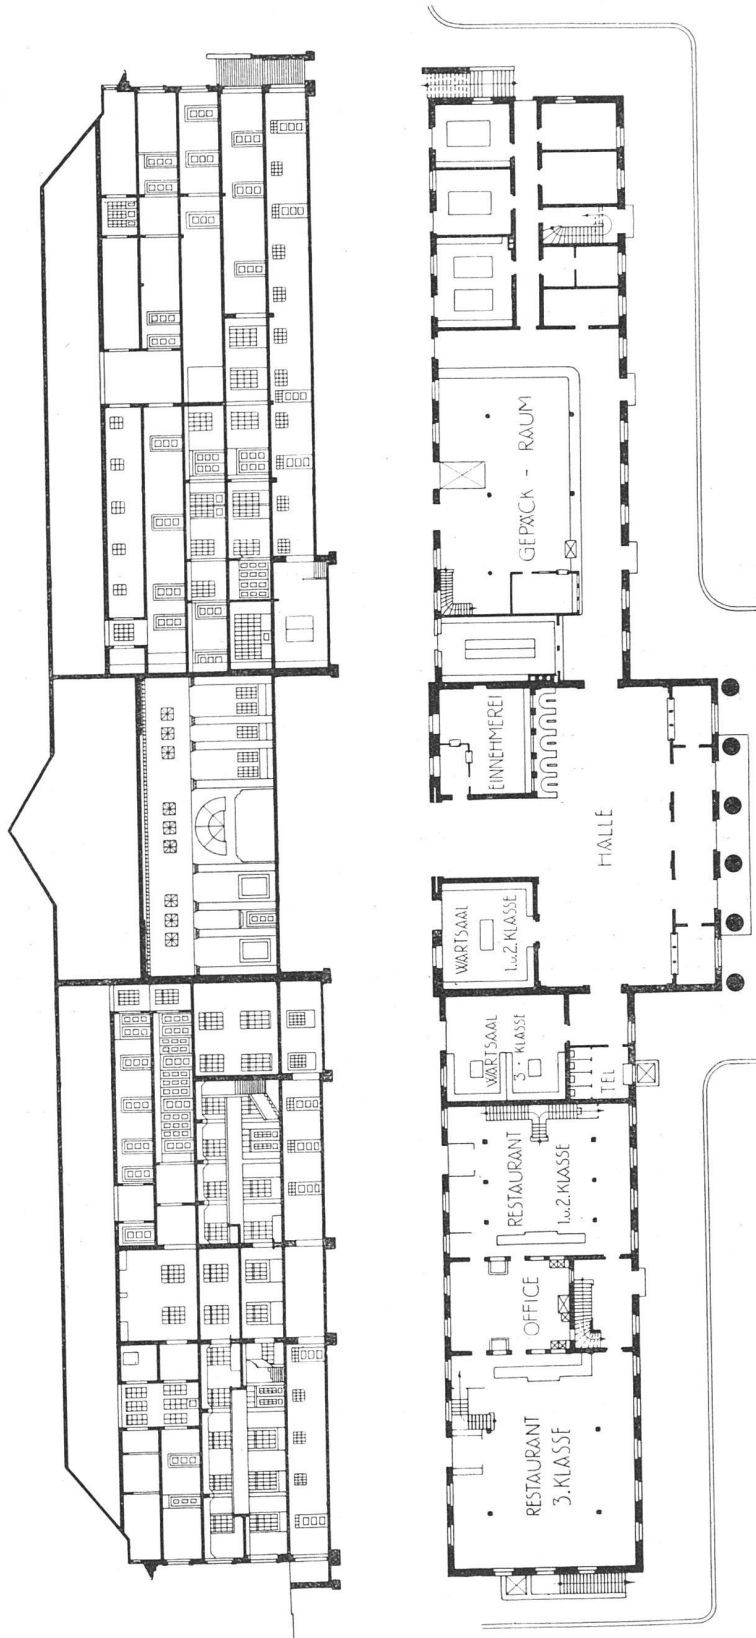 RESTAURANT
3. KLASSE
OFFICE
RESTAURANT
1.u.2.KLASSE
WARTSAAL
3. KLASSE
TEL
WARTSAAL
1.u.2.KLASSE
HALLE
EINNEHMEREI
GEPÄCK - RAUM